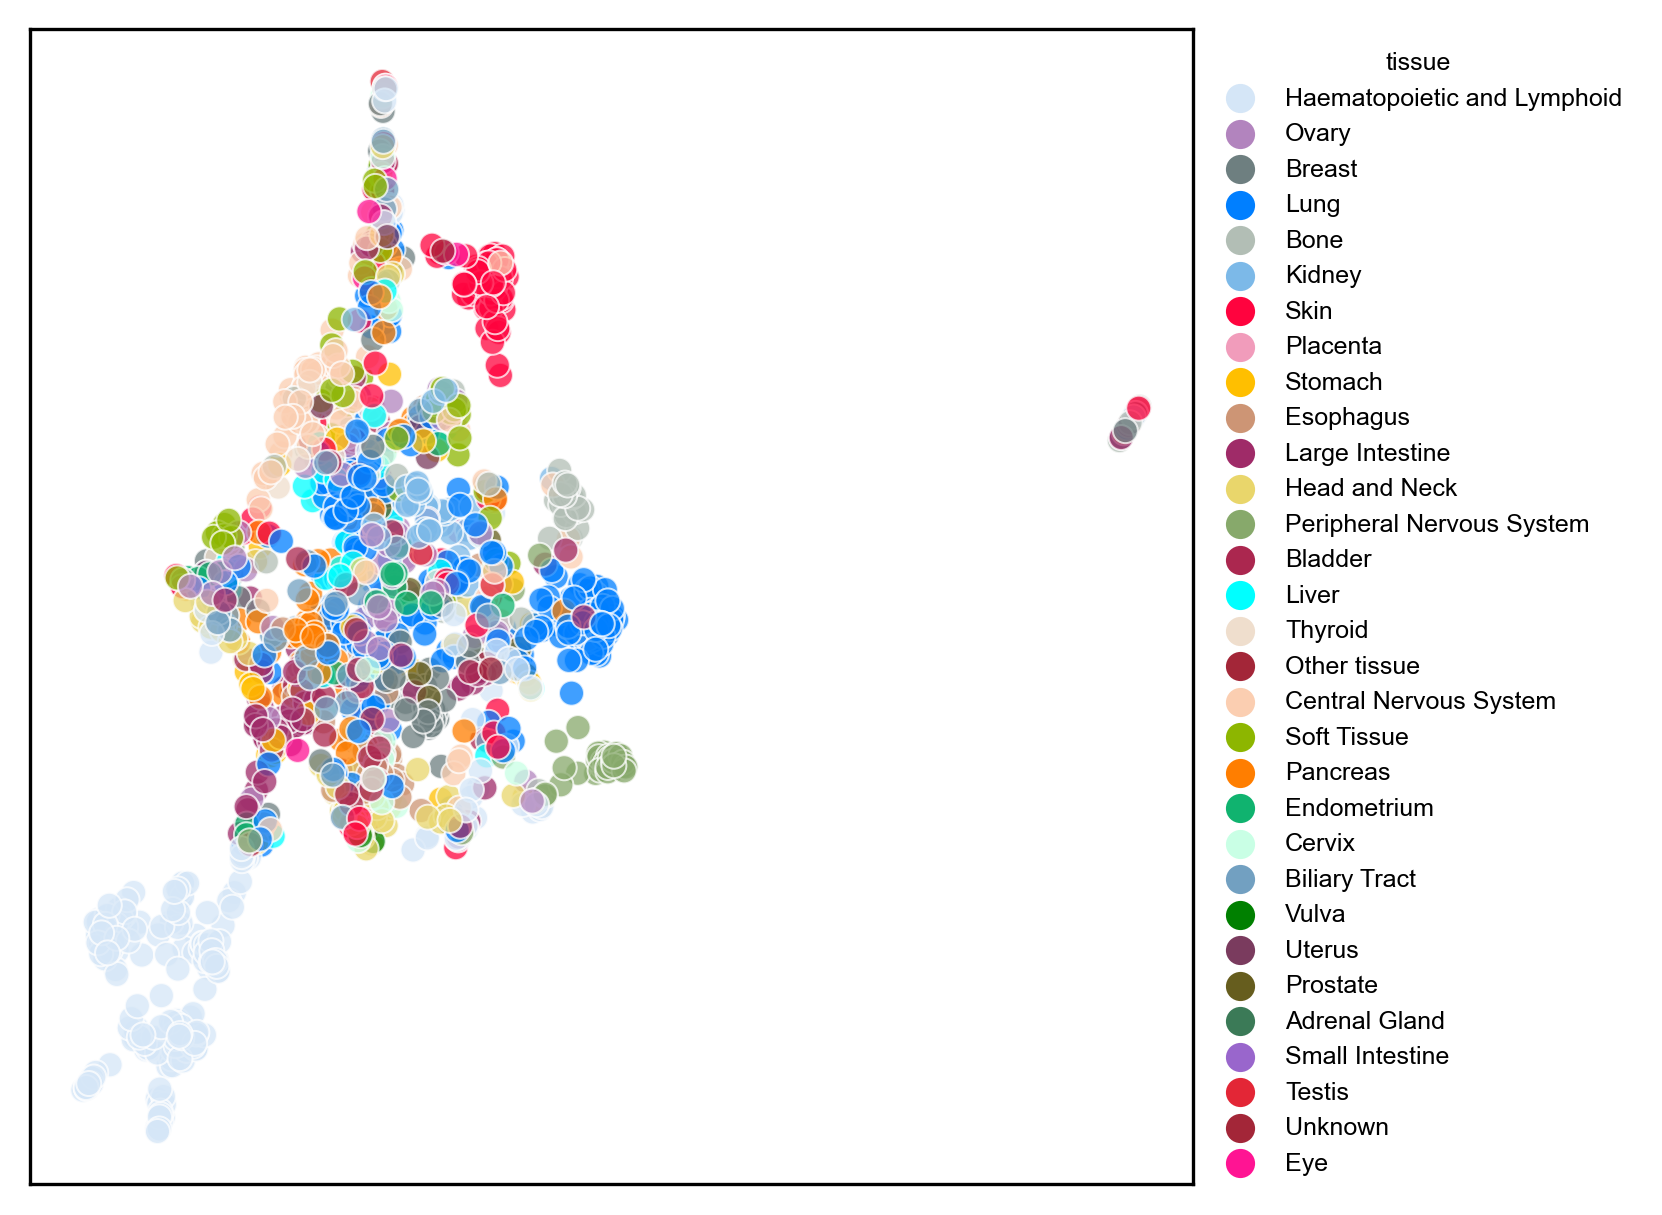 tissue
Haematopoietic and Lymphoid
Ovary
Breast
Lung
Bone
Kidney
Skin
Placenta
Stomach
Esophagus
Large Intestine
Head and Neck
Peripheral Nervous System
Bladder
Liver
Thyroid
Other tissue
Central Nervous System
Soft Tissue
Pancreas
Endometrium
Cervix
Biliary Tract
Vulva
Uterus
Prostate
Adrenal Gland
Small Intestine
Testis
Unknown
Eye